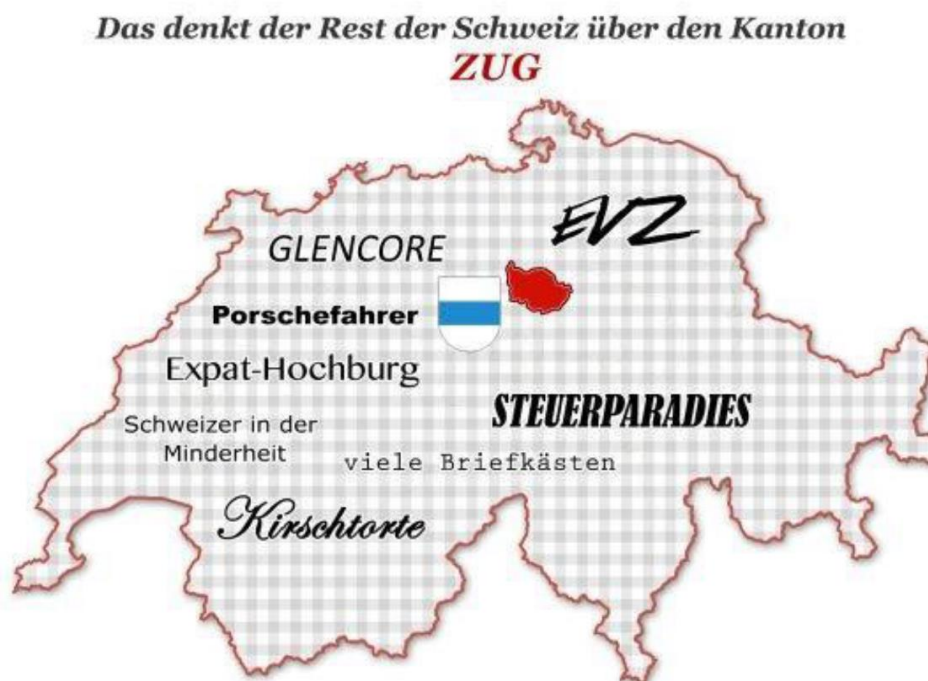 Das denkt der Rest der Schweiz über den Kanton
ZUG
EVZ
GLENCORE
Porschefahrer
Expat-Hochburg
STEUERPARADIES
Schweizer in der
Minderheit
viele Briefkästen
Kirschtorte